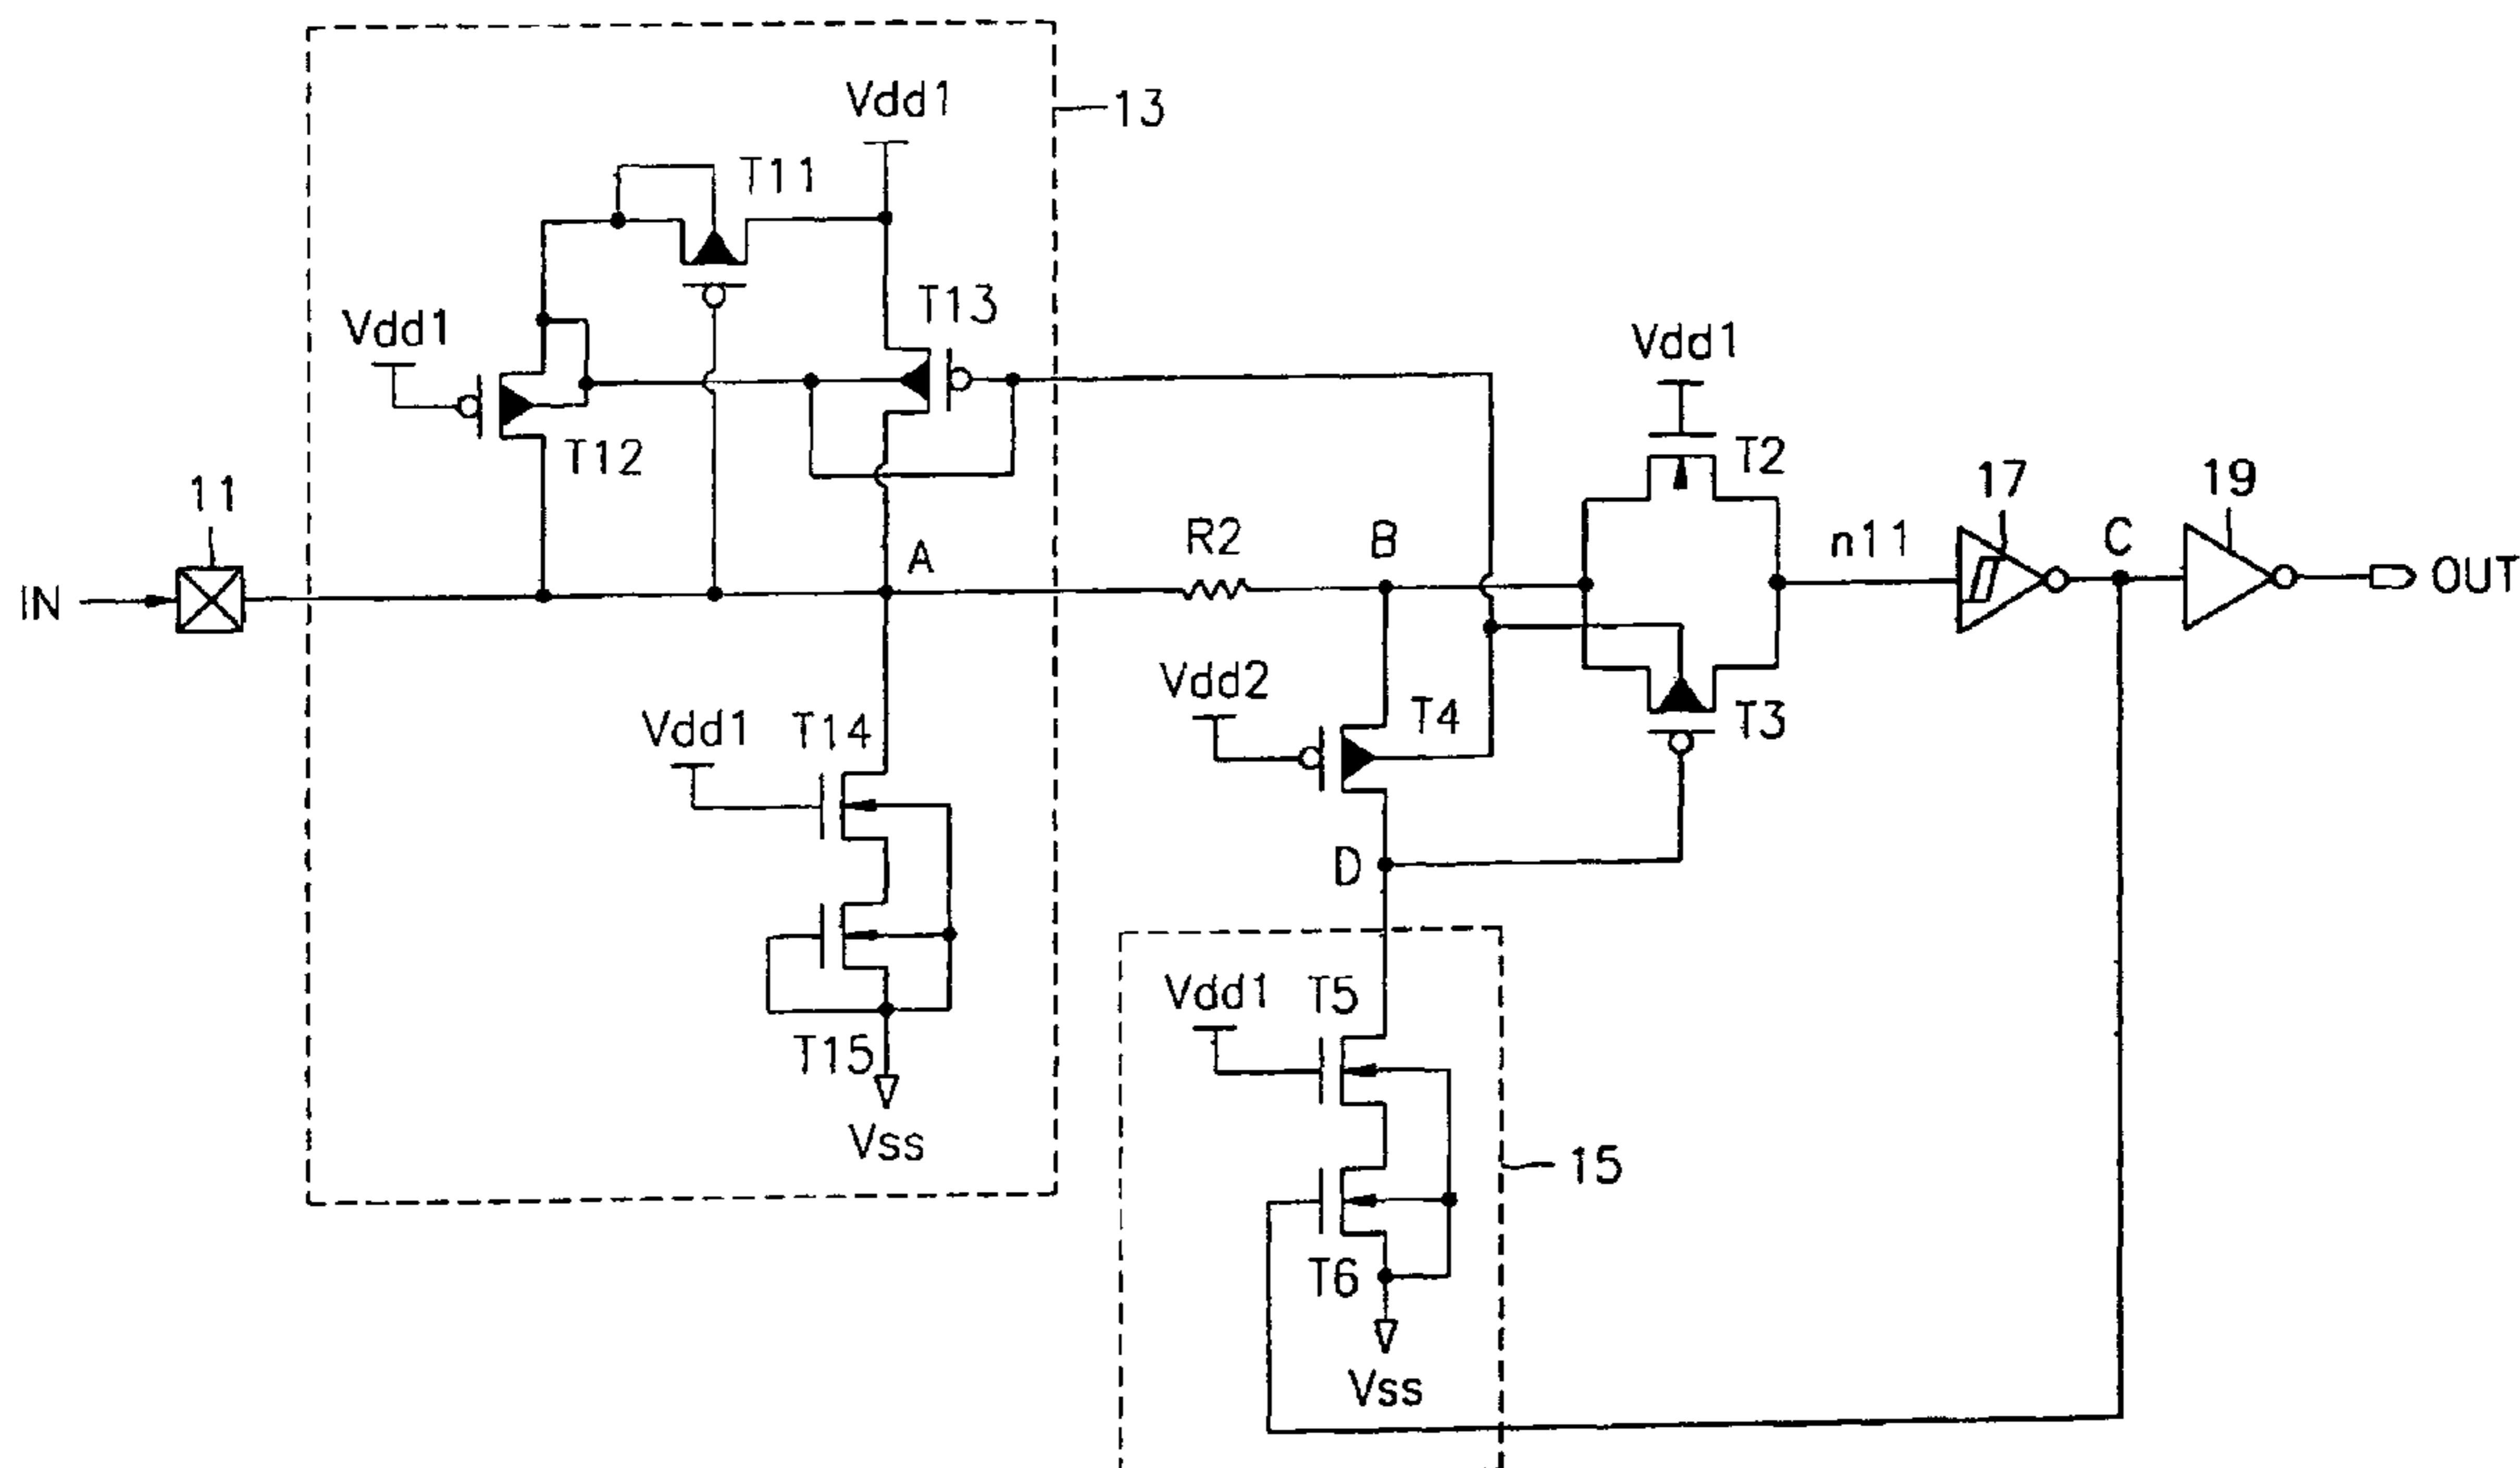 Vdd1
13
T11
T13
Vdd1
T12
Vdd1
T2
11
17
19
IN
A
R2
B
n11
C
OUT
Vdd2
T4
T3
Vdd1
T14
D
T15
Vdd1
T5
Vss
15
T6
Vss